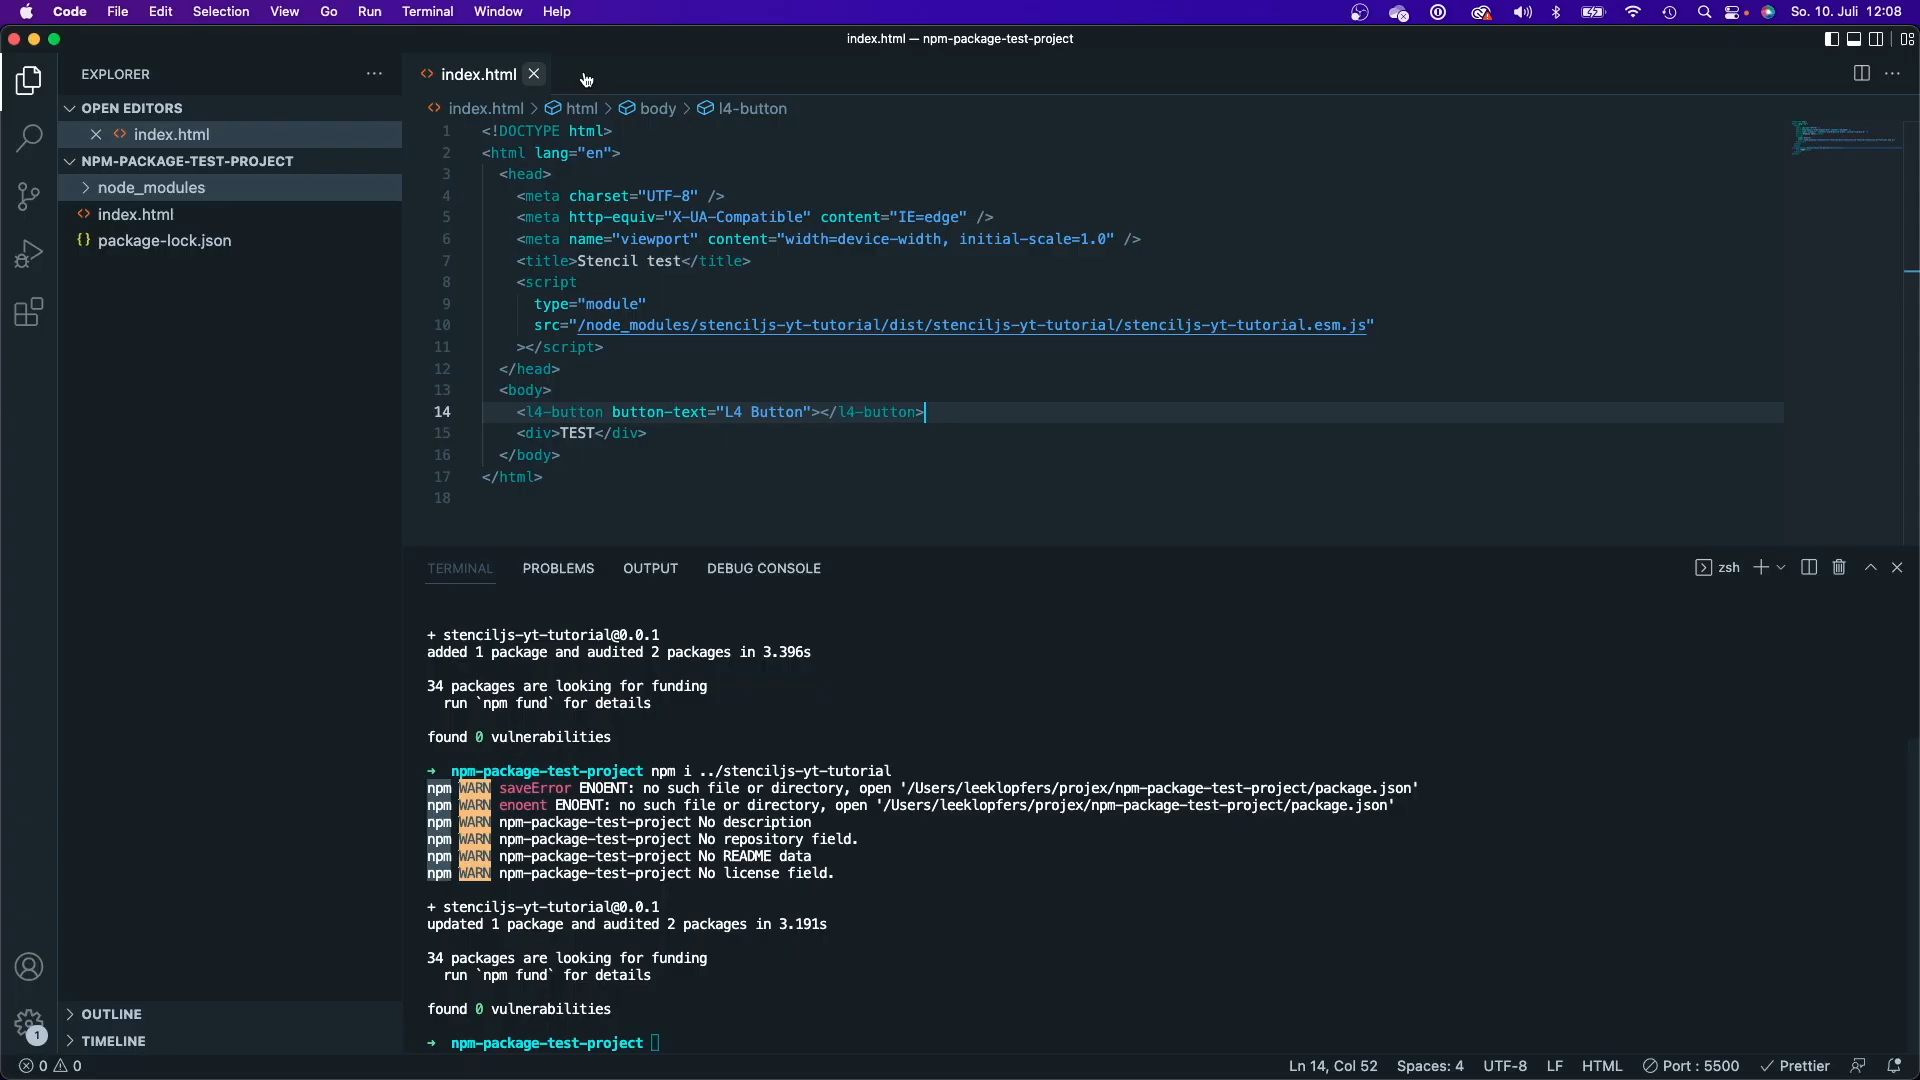 Code File Edit Selection View Go Run Terminal Window Help So. 10. Juli 12:08
index.html — npm-package-test-project
EXPLORER
OPEN EDITORS
index.html
NPM-PACKAGE-TEST-PROJECT
node_modules
index.html
package-lock.json
OUTLINE
TIMELINE
1
index.html
index.html > html > body > l4-button
1 <!DOCTYPE html>
2 <html lang="en">
3 <head>
4 <meta charset="UTF-8" />
5 <meta http-equiv="X-UA-Compatible" content="IE=edge" />
6 <meta name="viewport" content="width=device-width, initial-scale=1.0" />
7 <title>Stencil test</title>
8 <script
9 type="module"
10 src="/node_modules/stenciljs-yt-tutorial/dist/stenciljs-yt-tutorial/stenciljs-yt-tutorial.esm.js"
11 ></script>
12 </head>
13 <body>
14 <l4-button button-text="L4 Button"></l4-button>
15 <div>TEST</div>
16 </body>
17 </html>
18
TERMINAL PROBLEMS OUTPUT DEBUG CONSOLE zsh
+ stenciljs-yt-tutorial@0.0.1
added 1 package and audited 2 packages in 3.396s
34 packages are looking for funding
run `npm fund` for details
found 0 vulnerabilities
→ npm-package-test-project npm i ../stenciljs-yt-tutorial
npm WARN saveError ENOENT: no such file or directory, open '/Users/leeklopfers/projex/npm-package-test-project/package.json'
npm WARN enoent ENOENT: no such file or directory, open '/Users/leeklopfers/projex/npm-package-test-project/package.json'
npm WARN npm-package-test-project No description
npm WARN npm-package-test-project No repository field.
npm WARN npm-package-test-project No README data
npm WARN npm-package-test-project No license field.
+ stenciljs-yt-tutorial@0.0.1
updated 1 package and audited 2 packages in 3.191s
34 packages are looking for funding
run `npm fund` for details
found 0 vulnerabilities
→ npm-package-test-project
0 0 Ln 14, Col 52 Spaces: 4 UTF-8 LF HTML Port : 5500 Prettier